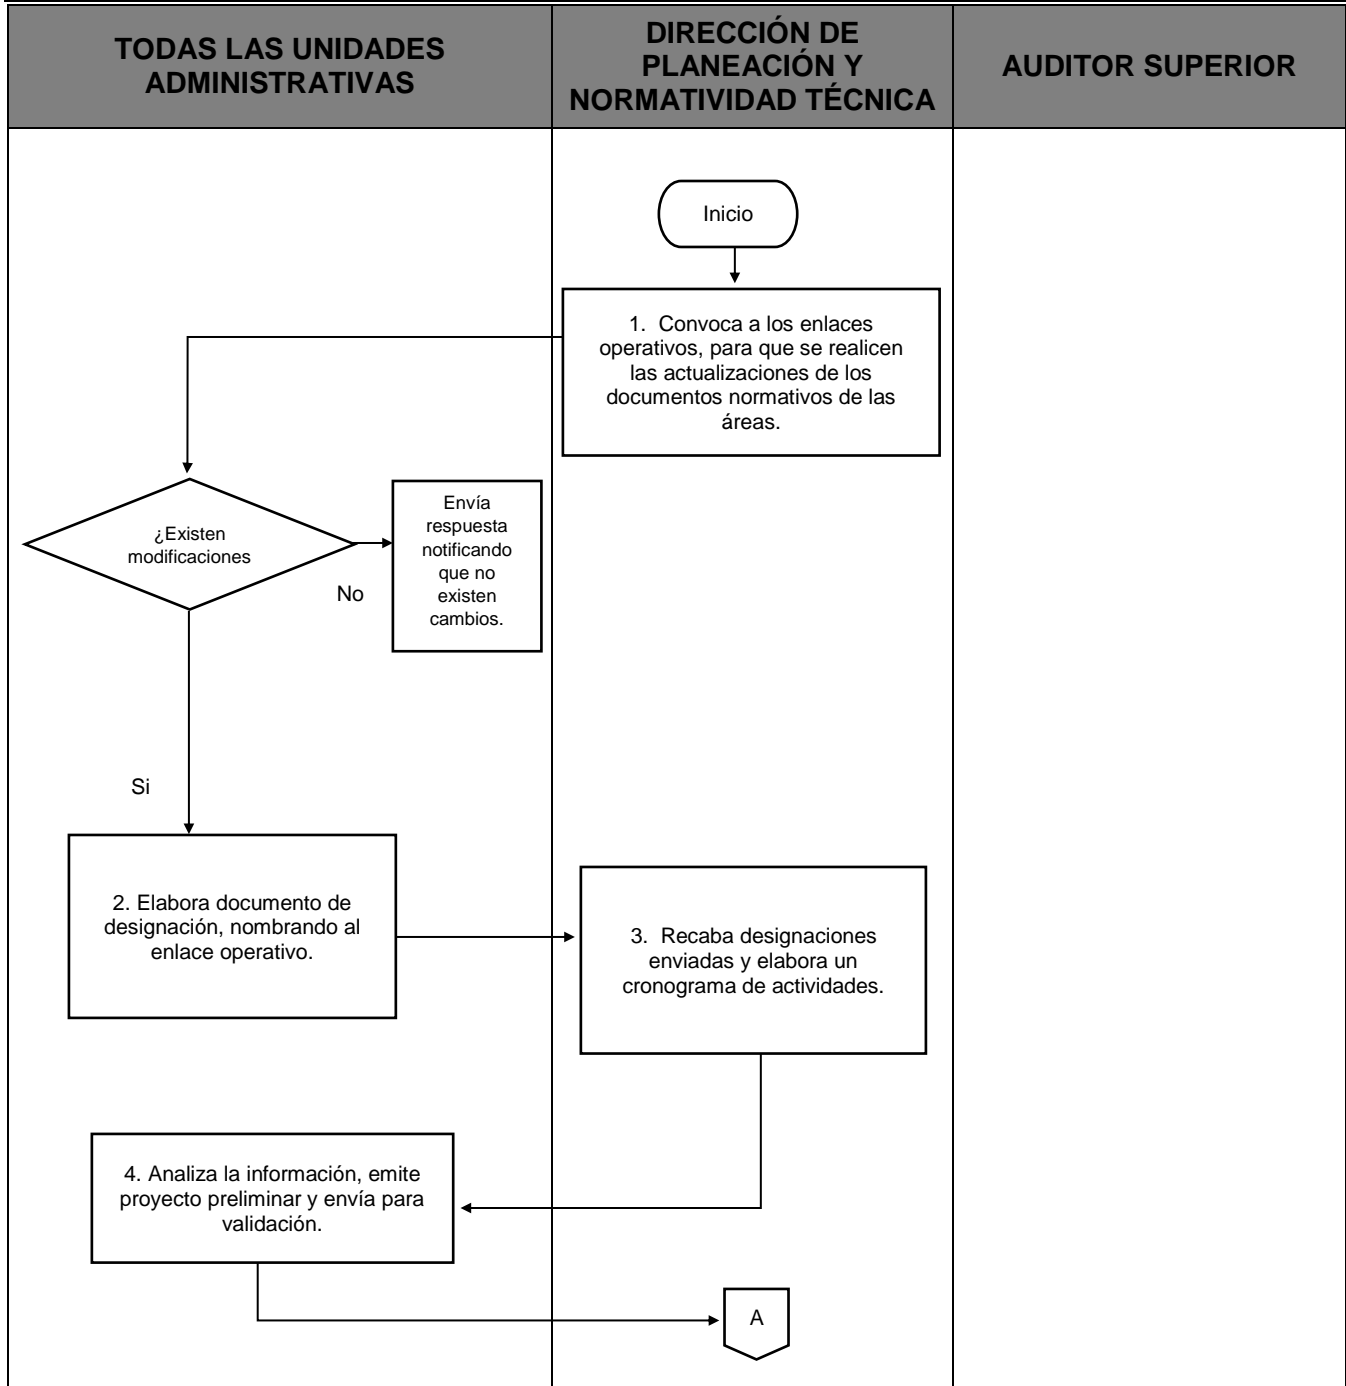 TODAS LAS UNIDADES
ADMINISTRATIVAS
DIRECCIÓN DE
PLANEACIÓN Y
NORMATIVIDAD TÉCNICA
AUDITOR SUPERIOR
Inicio
1. Convoca a los enlaces
operativos, para que se realicen
las actualizaciones de los
documentos normativos de las
áreas.
¿Existen
modificaciones
No
Envía
respuesta
notificando
que no
existen
cambios.
Si
2. Elabora documento de
designación, nombrando al
enlace operativo.
3. Recaba designaciones
enviadas y elabora un
cronograma de actividades.
4. Analiza la información, emite
proyecto preliminar y envía para
validación.
A